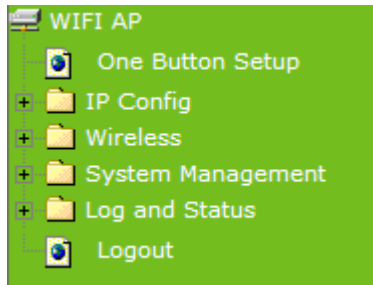 WIFI AP
One Button Setup
IP Config
Wireless
System Management
Log and Status
Logout